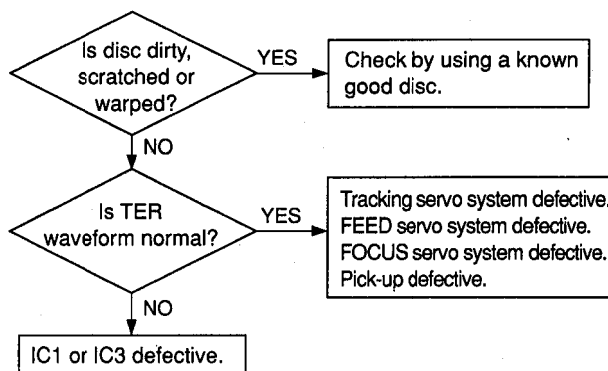 Is disc dirty,
scratched or
warped?
YES
Check by using a known
good disc.
NO
Is TER
waveform normal?
YES
Tracking servo system defective.
FEED servo system defective.
FOCUS servo system defective.
Pick-up defective.
NO
IC1 or IC3 defective.